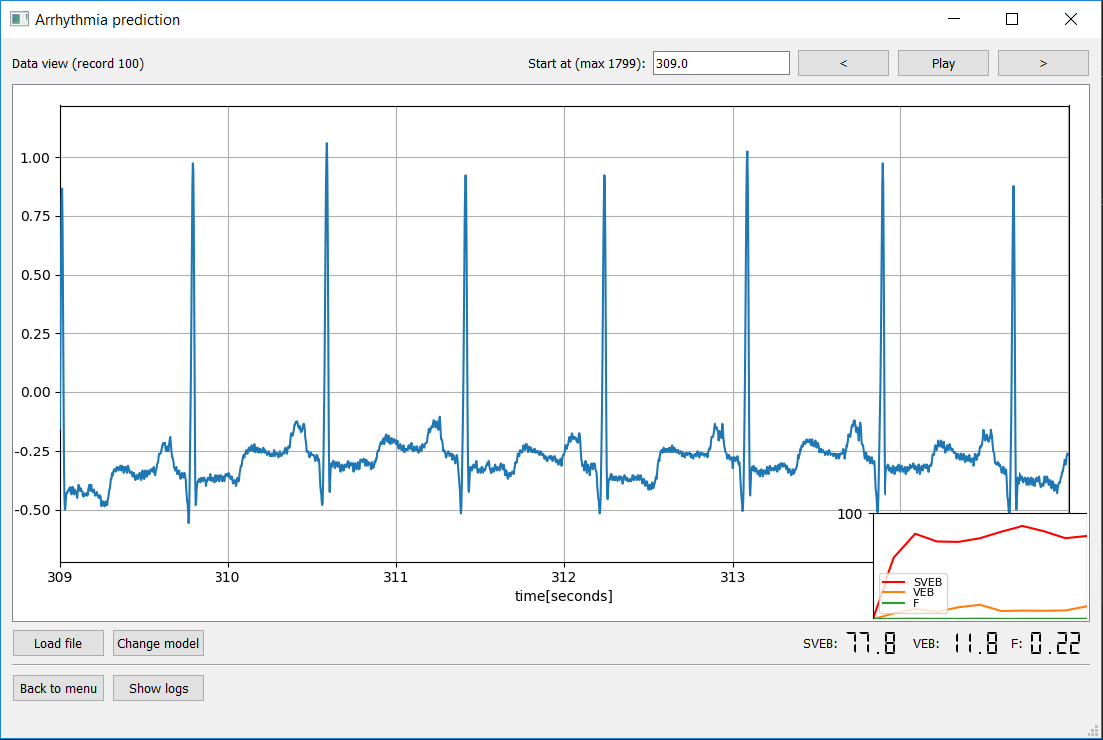 Arrhythmia prediction
Data view (record 100) Start at (max 1799): 309.0 < Play >
1.00
0.75
0.50
0.25
0.00
-0.25
-0.50
309 310 311 312 313
time[seconds]
100
SVEB
VEB
F
Load file Change model SVEB: 77.8 VEB: 11.8 F: 0.22
Back to menu Show logs